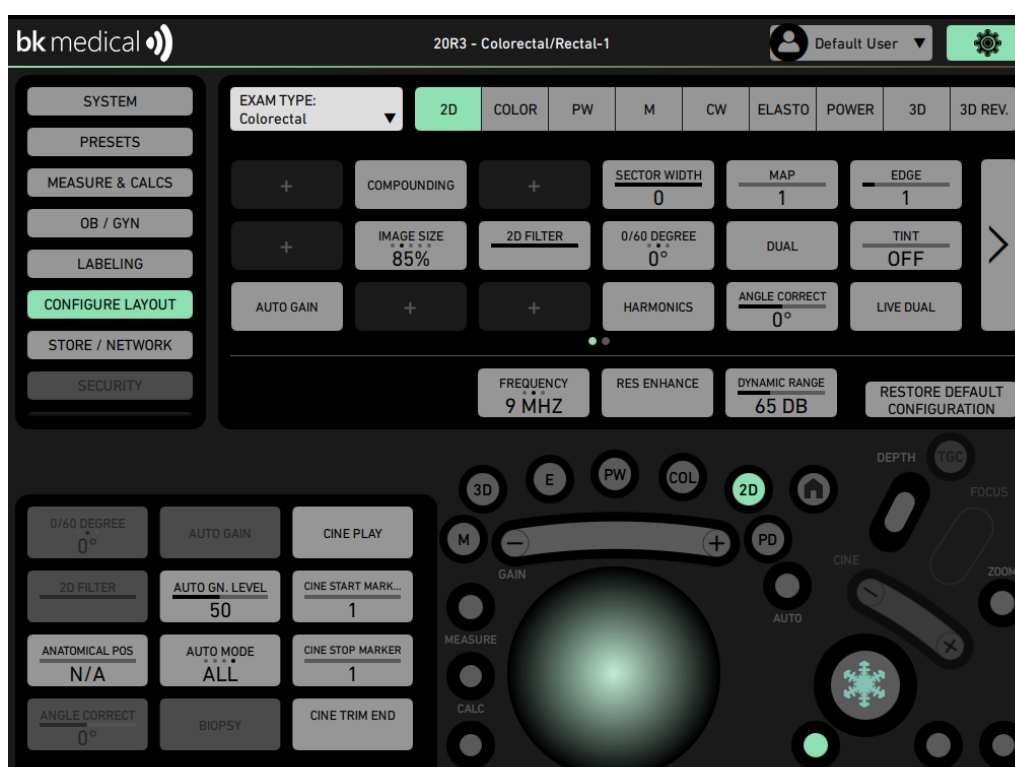 bk medical
20R3 - Colorectal/Rectal-1
Default User
SYSTEM
PRESETS
MEASURE & CALCS
OB / GYN
LABELING
CONFIGURE LAYOUT
STORE / NETWORK
SECURITY
EXAM TYPE:
Colorectal
2D
COLOR
PW
M
CW
ELASTO
POWER
3D
3D REV.
+
COMPOUNDING
+
SECTOR WIDTH
0
MAP
1
EDGE
1
+
IMAGE SIZE
85%
2D FILTER
0/60 DEGREE
0°
DUAL
TINT
OFF
AUTO GAIN
+
+
HARMONICS
ANGLE CORRECT
0°
LIVE DUAL
FREQUENCY
9 MHZ
RES ENHANCE
DYNAMIC RANGE
65 DB
RESTORE DEFAULT
CONFIGURATION
0/60 DEGREE
0°
AUTO GAIN
CINE PLAY
2D FILTER
AUTO GN. LEVEL
50
CINE START MARK...
1
ANATOMICAL POS
N/A
AUTO MODE
ALL
CINE STOP MARKER
1
ANGLE CORRECT
0°
BIOPSY
CINE TRIM END
3D
E
PW
COL
2D
M
PD
GAIN
AUTO
MEASURE
CALC
DEPTH
TGC
FOCUS
CINE
ZOOM